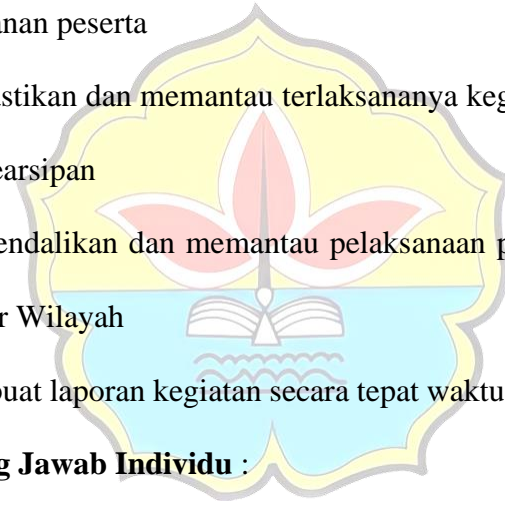 anan peserta
stikan dan memantau terlaksananya keg
earsipan
endalikan dan memantau pelaksanaan p
r Wilayah
uat laporan kegiatan secara tepat waktu
g Jawab Individu :